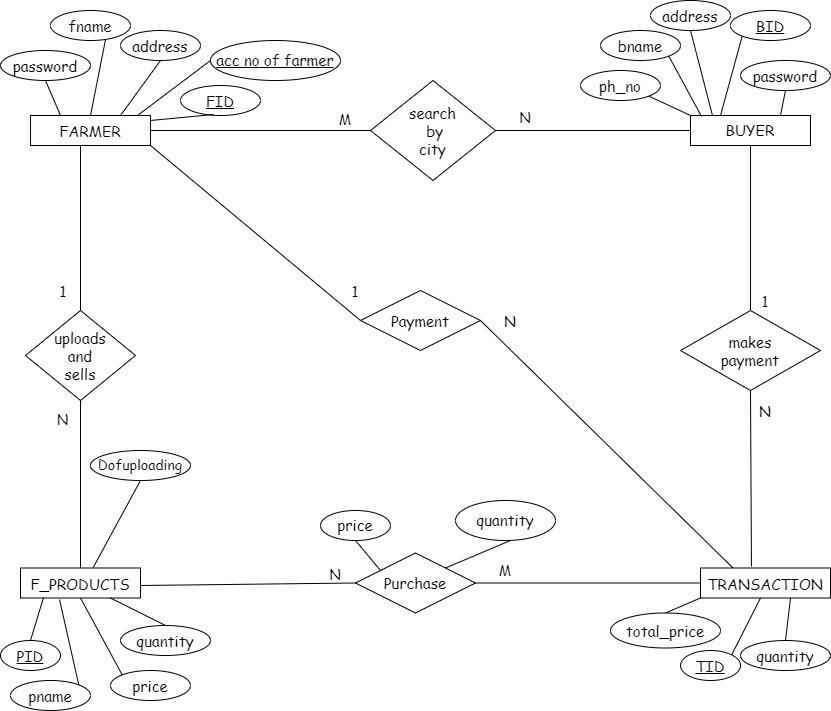 fname
address
acc no of farmer
password
FID
FARMER
address
BID
bname
password
ph_no
BUYER
M
search
by
city
N
1
uploads
and
sells
N
1
Payment
N
1
makes
payment
N
Dofuploading
price
quantity
F_PRODUCTS
N
Purchase
M
TRANSACTION
PID
pname
price
quantity
total_price
TID
quantity